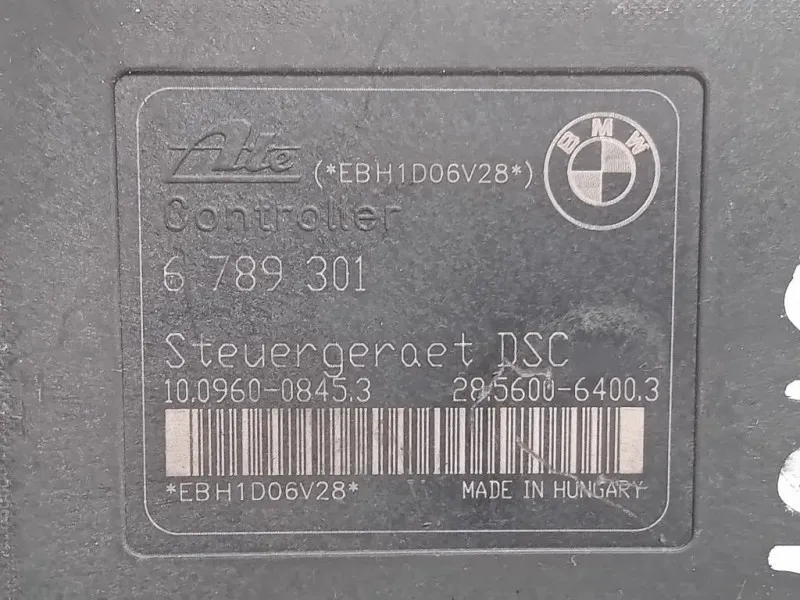 Ate (*EBH1D06V28*)
BMW
Controller
6 789 301
Steuergeraet DSC
10.0960-0845.3 28.5600-6400.3
*EBH1D06V28* MADE IN HUNGARY